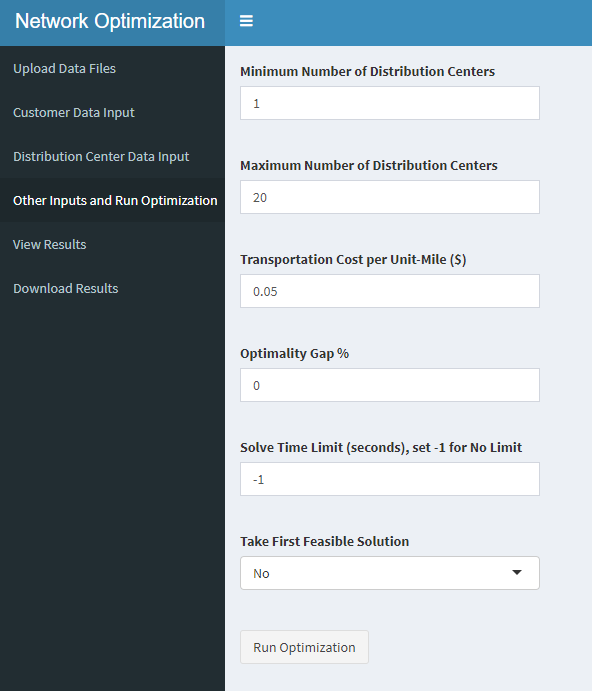 Network Optimization
Upload Data Files
Customer Data Input
Distribution Center Data Input
Other Inputs and Run Optimization
View Results
Download Results
Minimum Number of Distribution Centers
1
Maximum Number of Distribution Centers
20
Transportation Cost per Unit-Mile ($)
0.05
Optimality Gap %
0
Solve Time Limit (seconds), set -1 for No Limit
-1
Take First Feasible Solution
No
Run Optimization